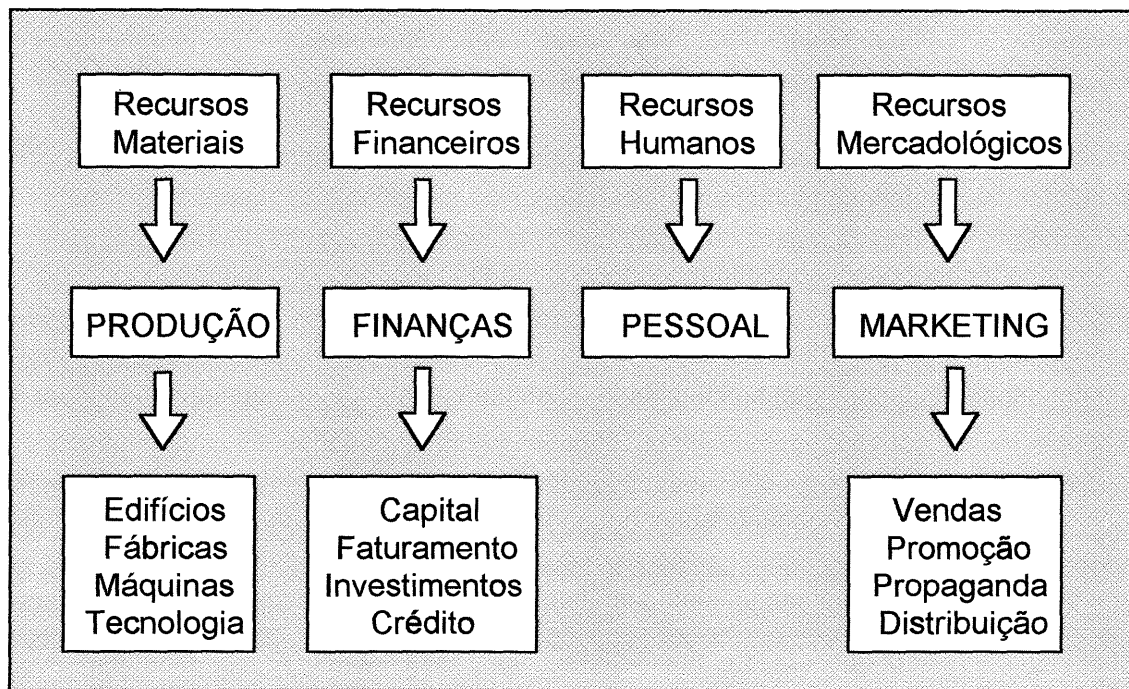 Recursos
Materiais
Recursos
Financeiros
Recursos
Humanos
Recursos
Mercadológicos
PRODUÇÃO
FINANÇAS
PESSOAL
MARKETING
Edifícios
Fábricas
Máquinas
Tecnologia
Capital
Faturamento
Investimentos
Crédito
Vendas
Promoção
Propaganda
Distribuição